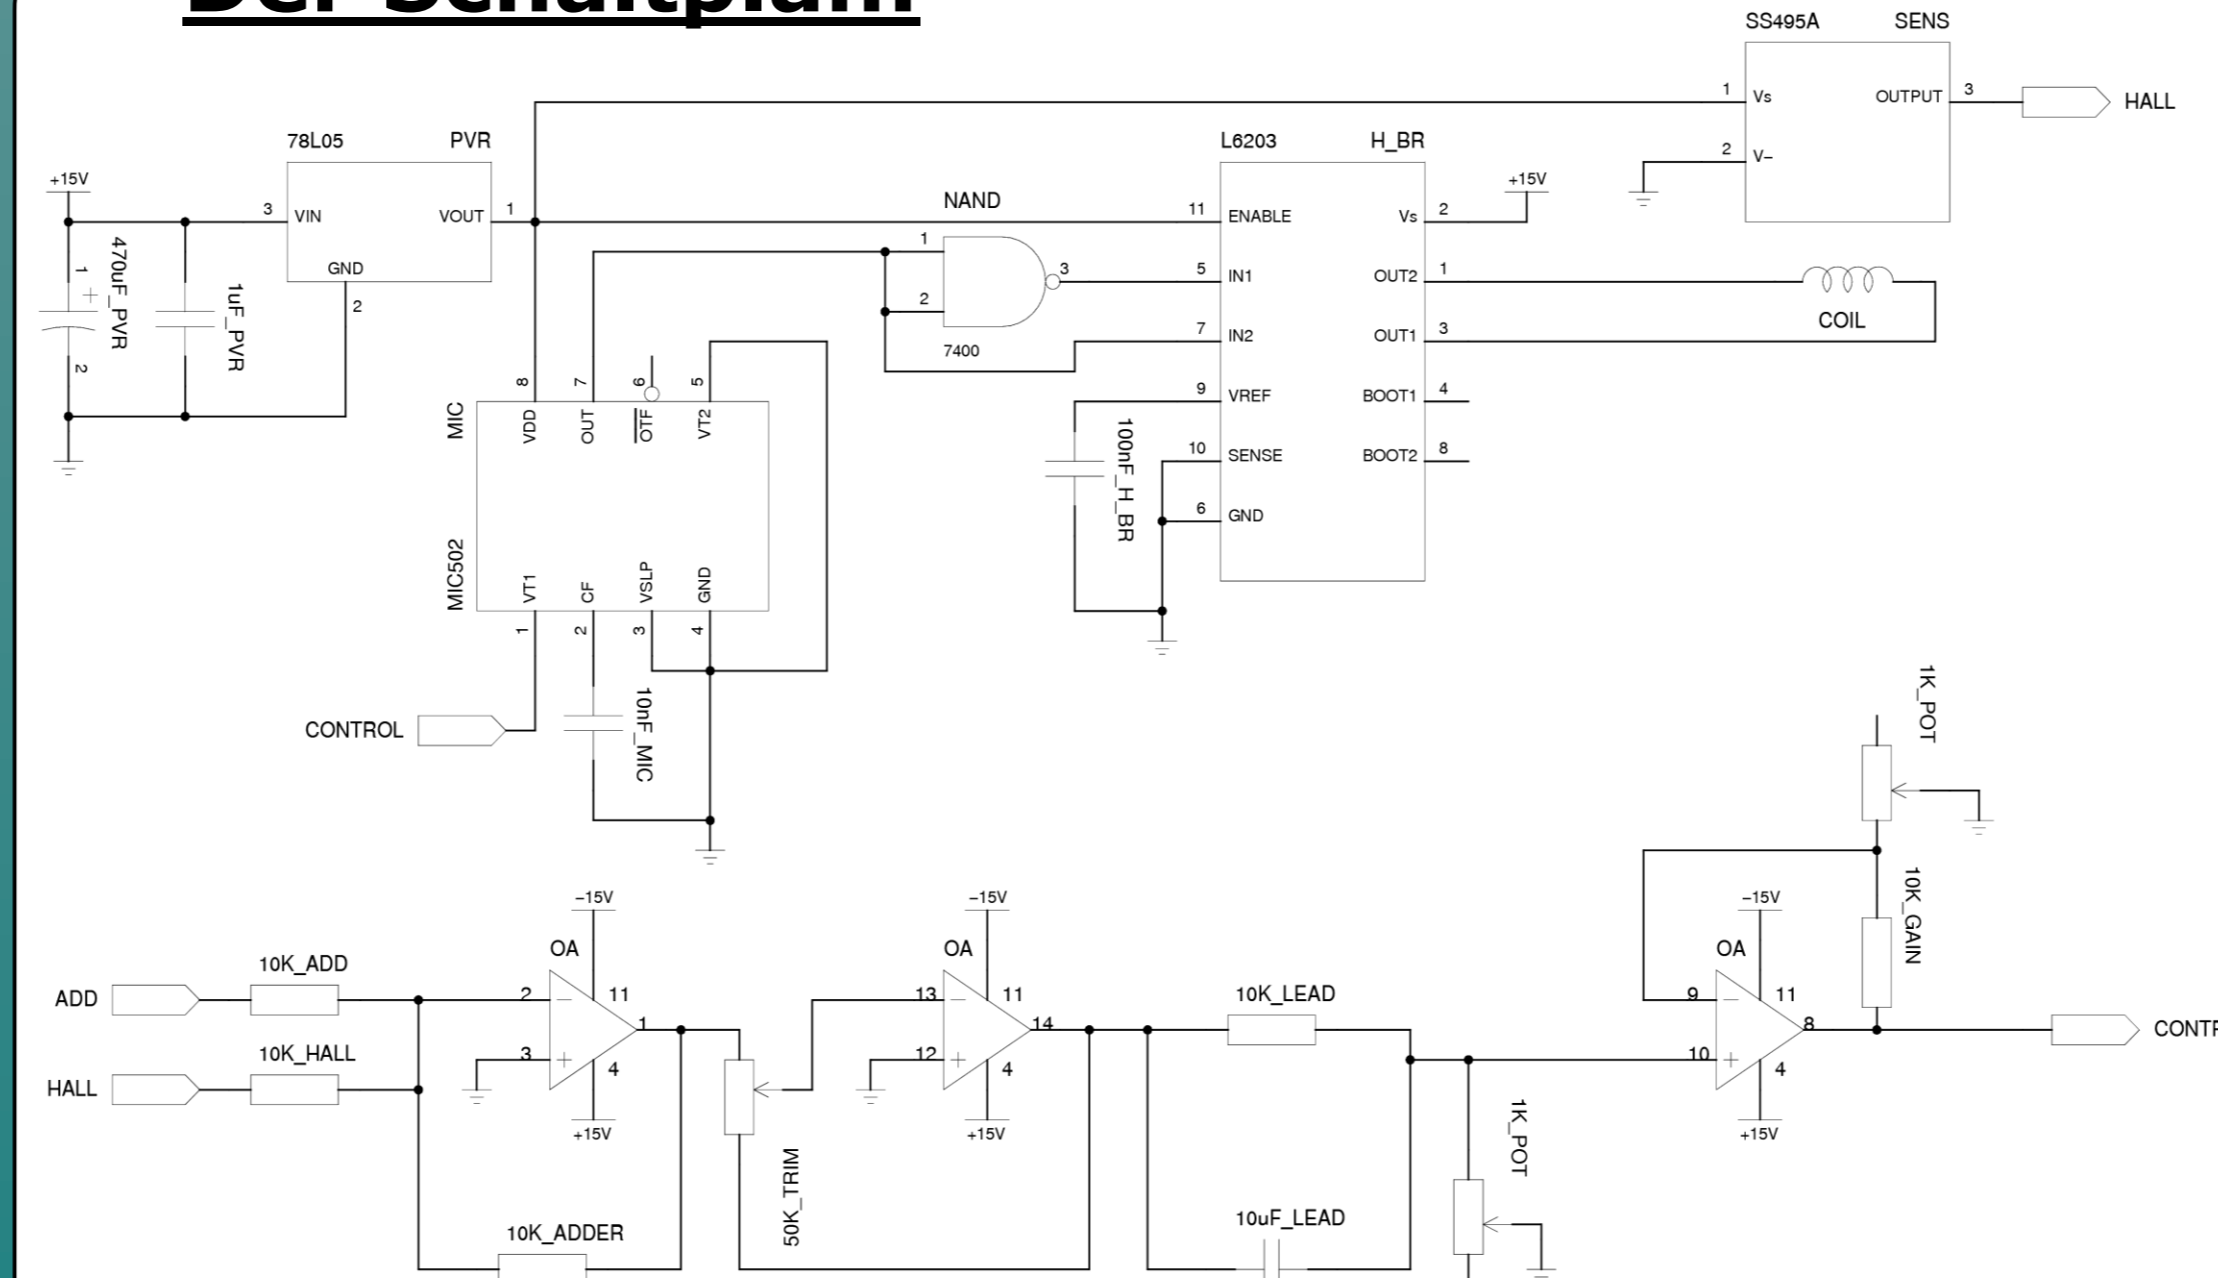 Der Schaltplam
SS495A SENS
1 Vs OUTPUT 3 HALL
2 V−
78L05 PVR
+15V
3 VIN VOUT 1
GND
2
1 + 470uF_PVR
2
1uF_PVR
NAND
1
2
3
7400
L6203 H_BR
+15V
11 ENABLE Vs 2
5 IN1 OUT2 1
7 IN2 OUT1 3
9 VREF BOOT1 4
10 SENSE BOOT2 8
6 GND
COIL
100nF_H_BR
MIC
8 7 6 5
VDD OUT OTF VT2
MIC502
VT1 CF VSLP GND
1 2 3 4
CONTROL
10nF_MIC
1K_POT
10K_GAIN
−15V
OA
ADD 10K_ADD
2 − 11
1
3 + 4
HALL 10K_HALL
+15V
10K_ADDER
50K_TRIM
−15V
OA
13 − 11
14
12 + 4
+15V
10K_LEAD
10uF_LEAD
1K_POT
−15V
OA
9 − 11
8
10 + 4
+15V
CONTR